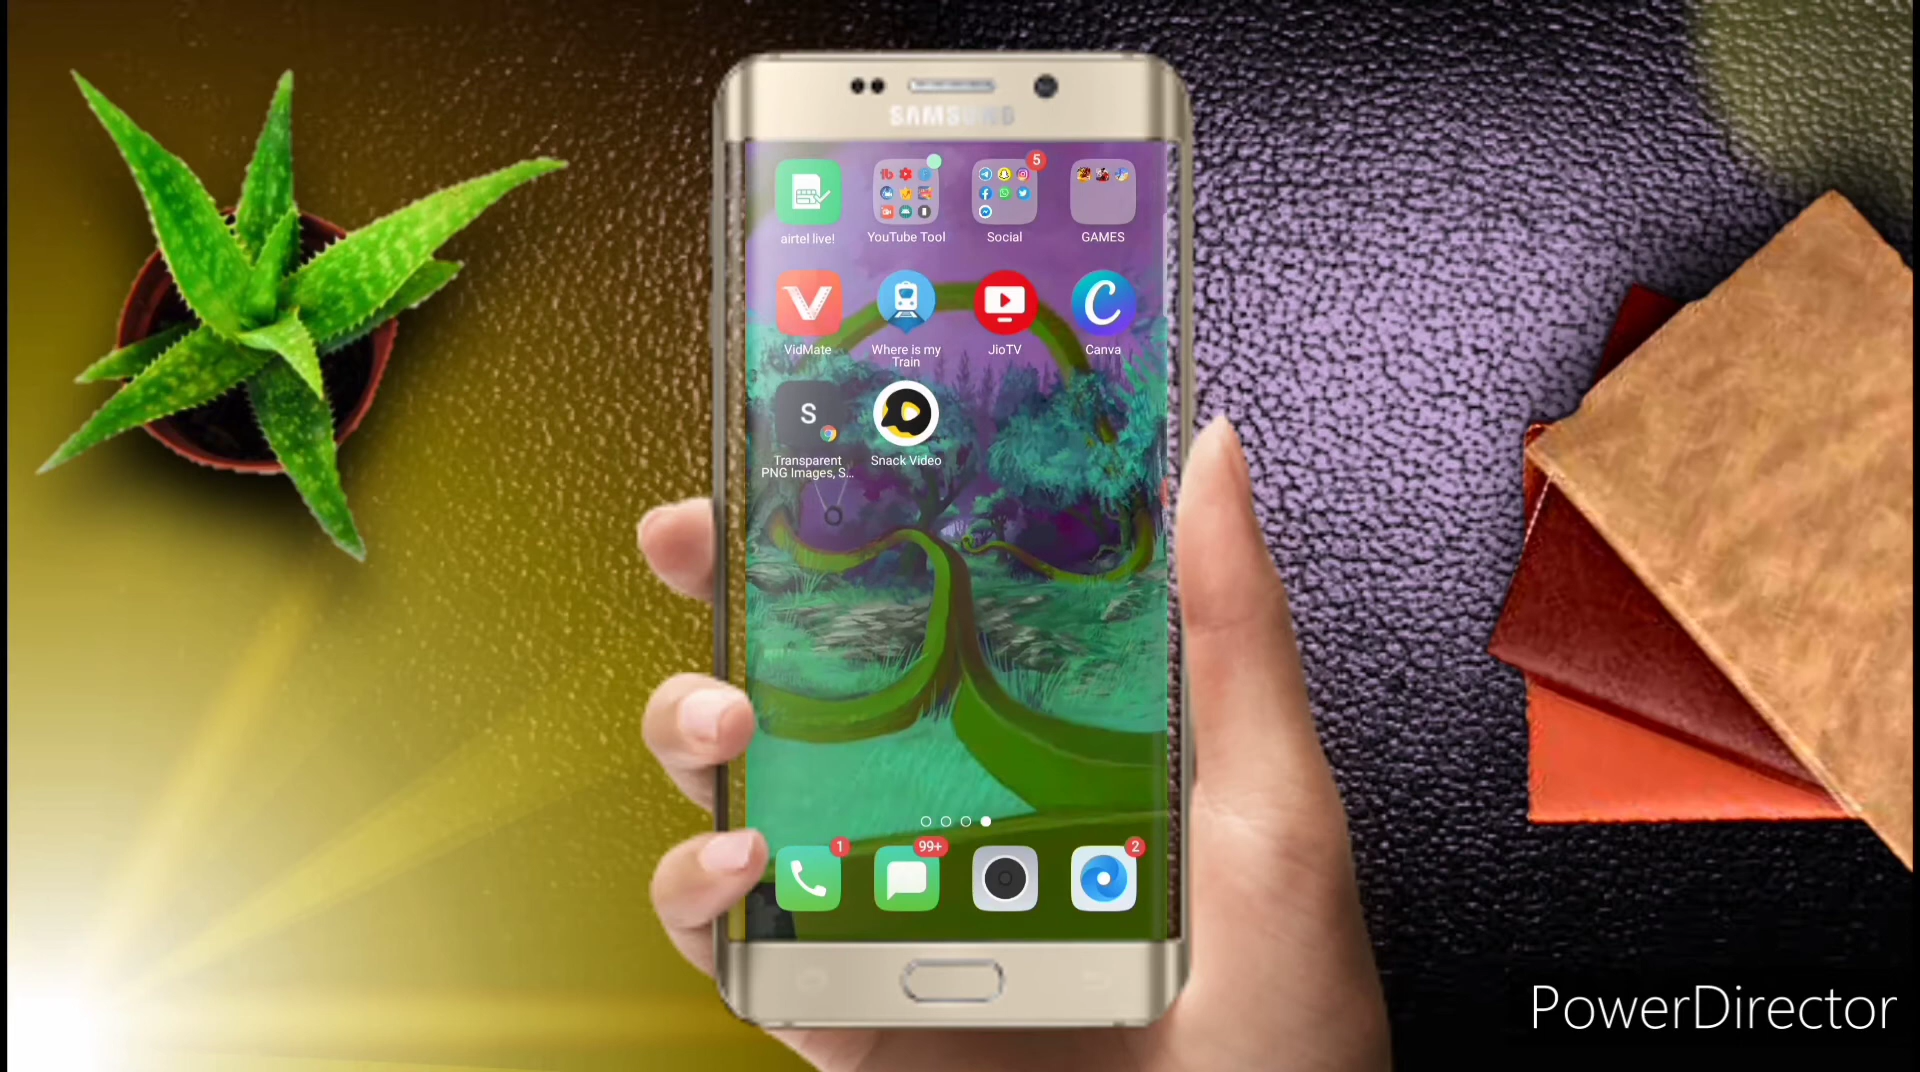 SAMSUNG
5
airtel live!
YouTube Tool
Social
GAMES
VidMate
Where is my
Train
JioTV
Canva
S
Transparent
PNG Images, S...
Snack Video
1
99+
2
PowerDirector